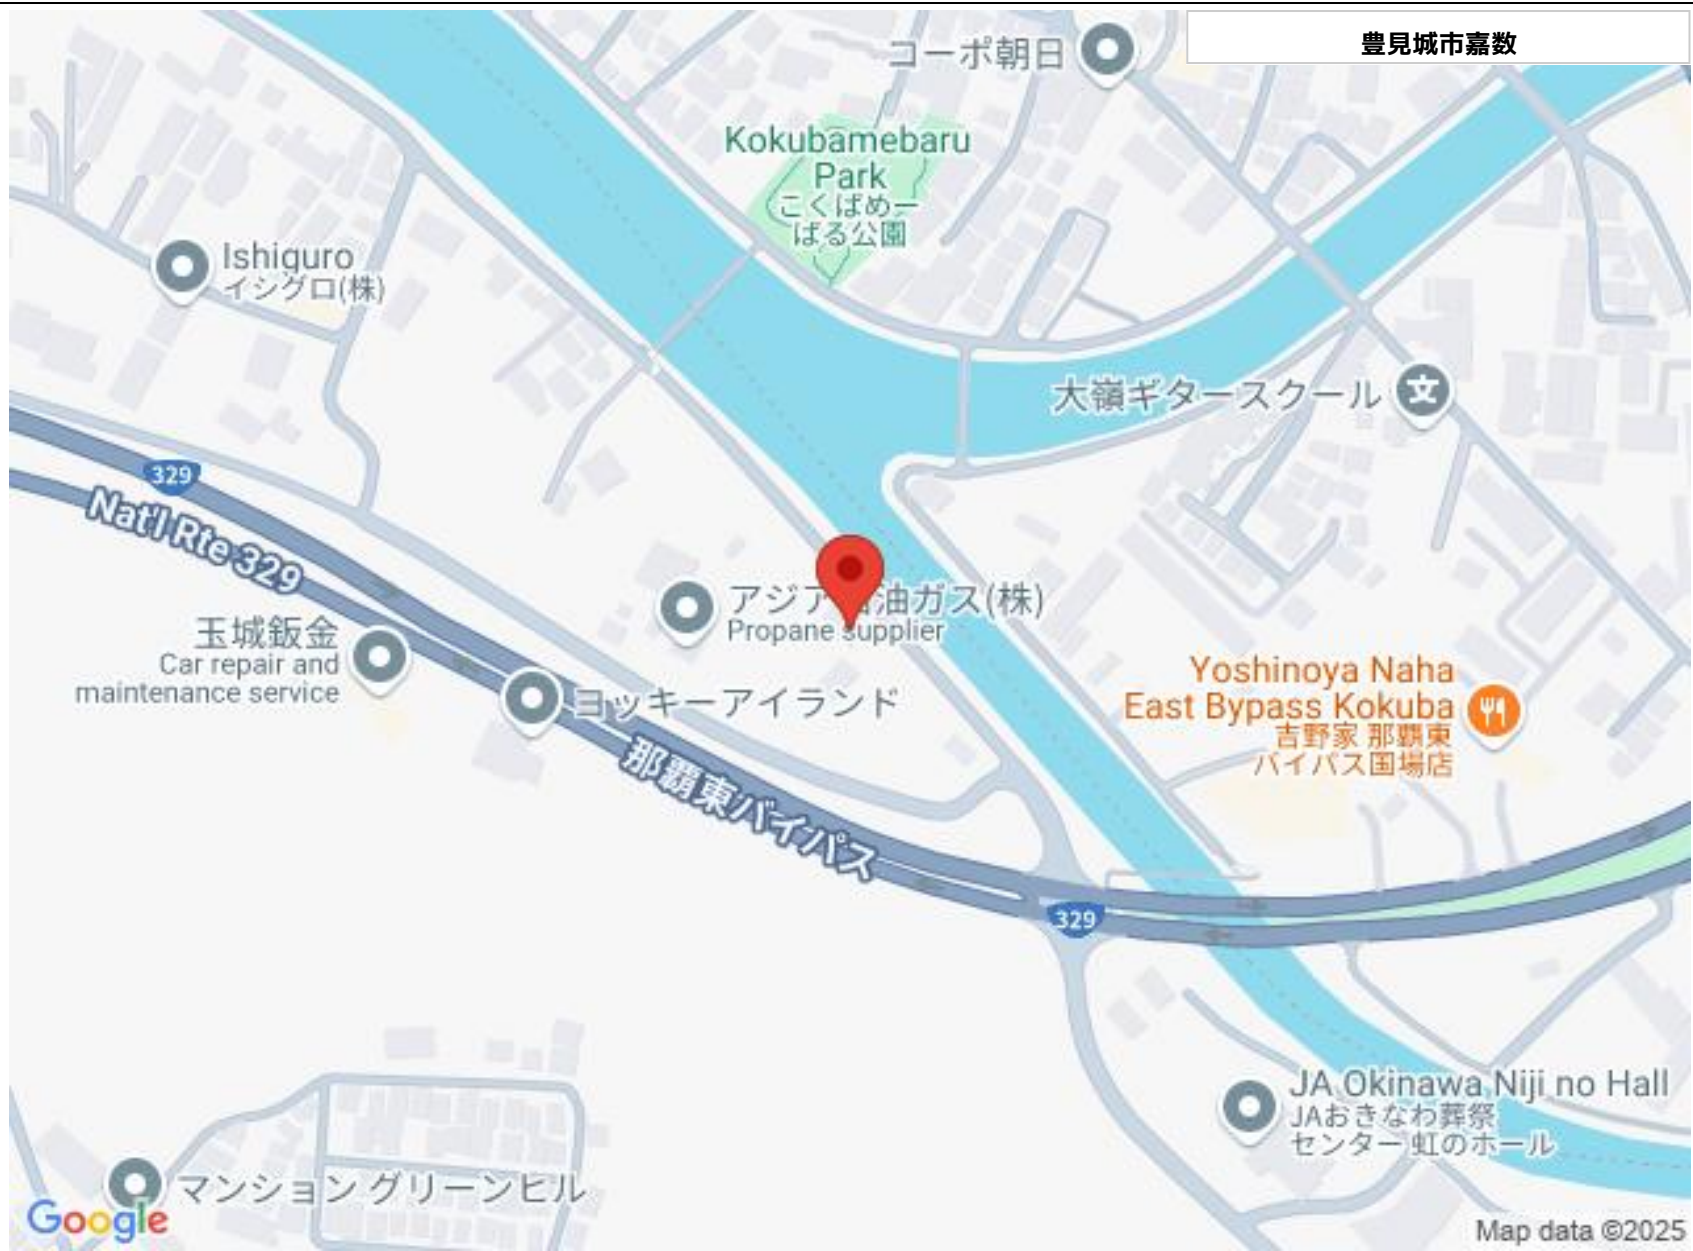 豊見城市嘉数
コーポ朝日
Kokubamebaru
Park
こくばめー
ばる公園
Ishiguro
イシグロ(株)
大嶺ギタースクール
文
329
Nat'l Rte 329
アジア油ガス(株)
Propane supplier
玉城鈑金
Car repair and
maintenance service
ヨッキーアイランド
那覇東バイパス
Yoshinoya Naha
East Bypass Kokuba
吉野家 那覇東
バイパス国場店
329
JA Okinawa Niji no Hall
JAおきなわ葬祭
センター 虹のホール
マンション グリーンヒル
Google
Map data ©2025